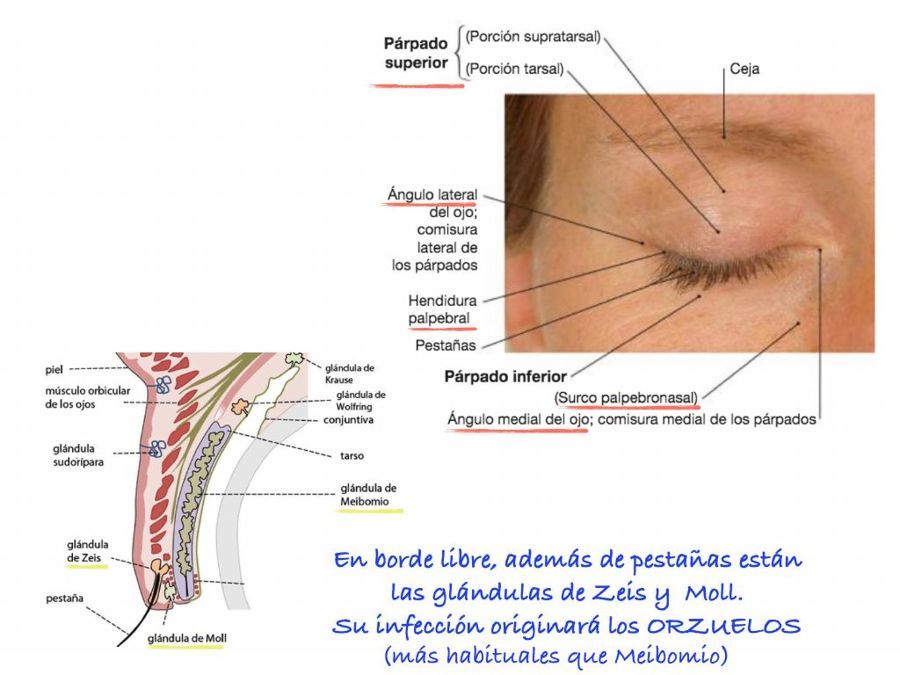 Párpado
superior
(Porción supratarsal)
(Porción tarsal)
Ceja
Ángulo lateral
del ojo;
comisura
lateral de
los párpados
Hendidura
palpebral
Pestañas
Párpado inferior
(Surco palpebronasal)
Ángulo medial del ojo; comisura medial de los párpados
piel
músculo orbicular
de los ojos
glándula
sudorípara
glándula
de Zeis
pestaña
glándula de Moll
glándula de
Krause
glándula de
Wolfring
conjuntiva
tarso
glándula de
Meibomio
En borde libre, además de pestañas están
las glándulas de Zeis y Moll.
Su infección originará los ORZUELOS
(más habituales que Meibomio)